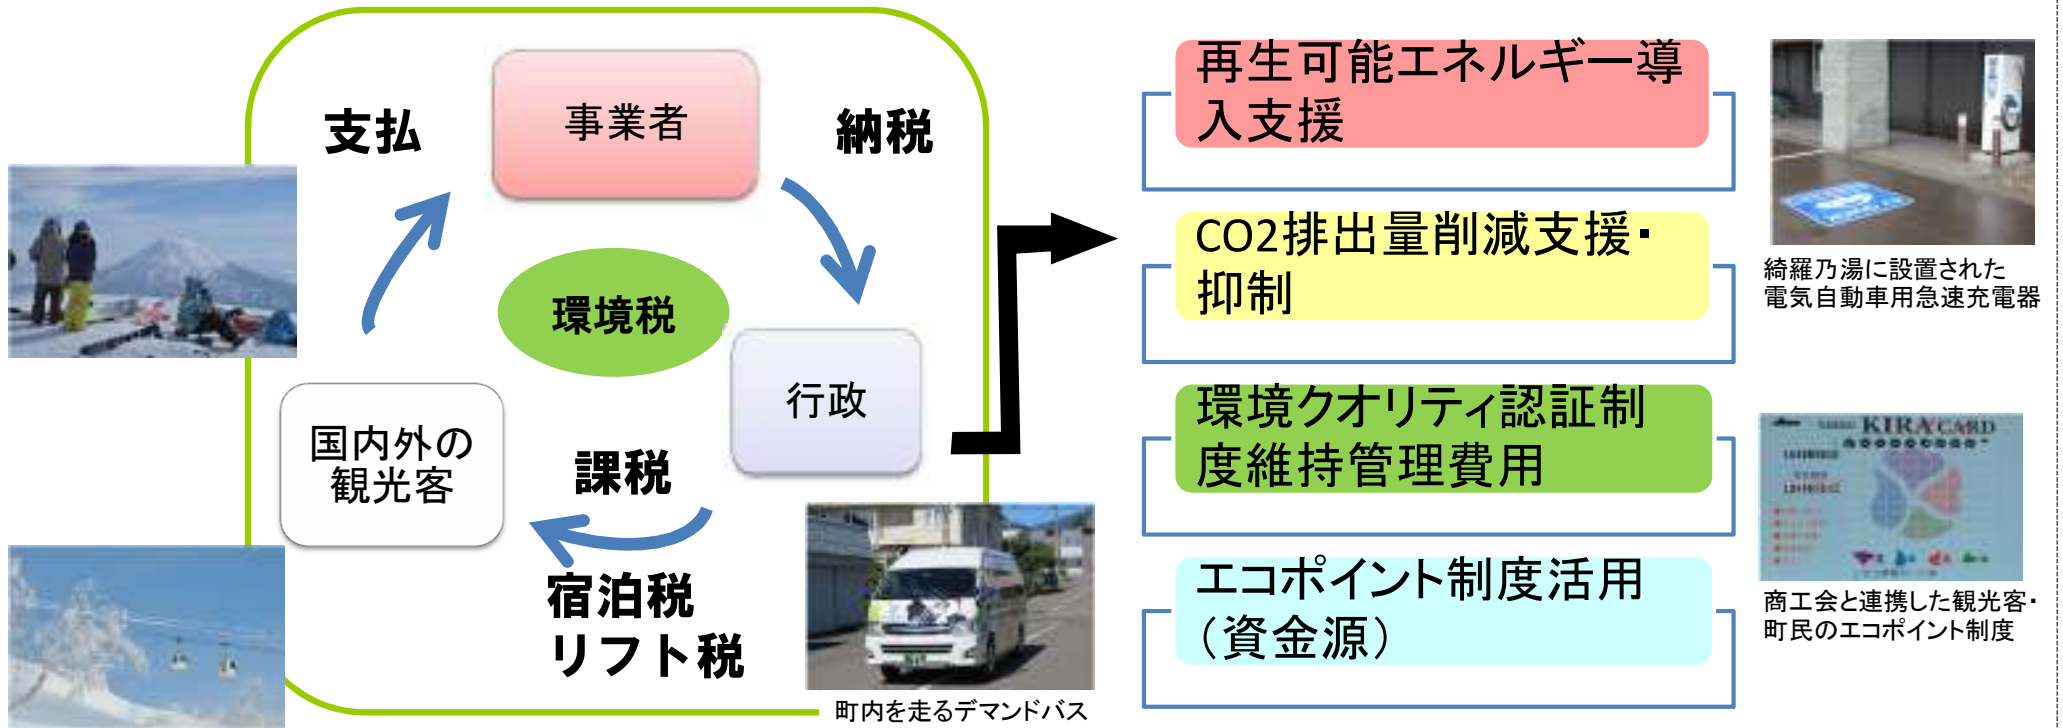 支払
事業者
納税
環境税
行政
国内外の
観光客
課税
宿泊税
リフト税
町内を走るデマンドバス
再生可能エネルギー導
入支援
CO2排出量削減支援・
抑制
環境クオリティ認証制
度維持管理費用
エコポイント制度活用
（資金源）
綺羅乃湯に設置された
電気自動車用急速充電器
KIRA CARD
商工会と連携した観光客・
町民のエコポイント制度